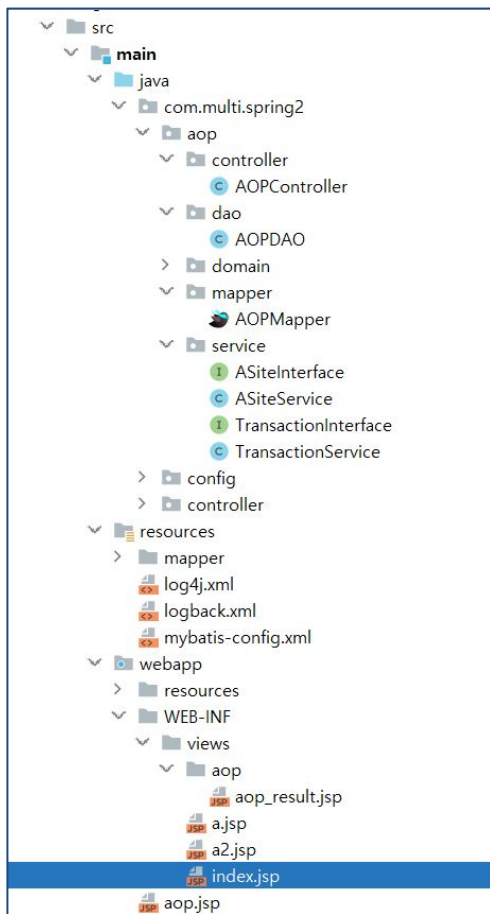 src
main
java
com.multi.spring2
aop
controller
AOPController
dao
AOPDAO
domain
mapper
AOPMapper
service
ASiteInterface
ASiteService
TransactionInterface
TransactionService
config
controller
resources
mapper
log4j.xml
logback.xml
mybatis-config.xml
webapp
resources
WEB-INF
views
aop
aop_result.jsp
a.jsp
a2.jsp
index.jsp
aop.jsp